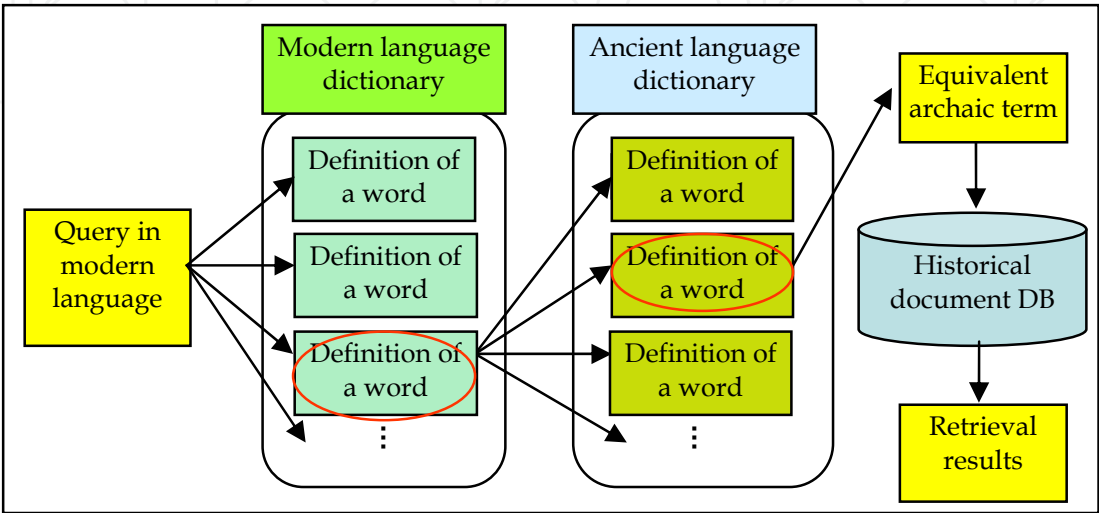 Modern language
dictionary
Ancient language
dictionary
Equivalent
archaic term
Query in
modern
language
Definition of
a word
Definition of
a word
Definition of
a word
⋮
Definition of
a word
Definition of
a word
Definition of
a word
⋮
Historical
document DB
Retrieval
results